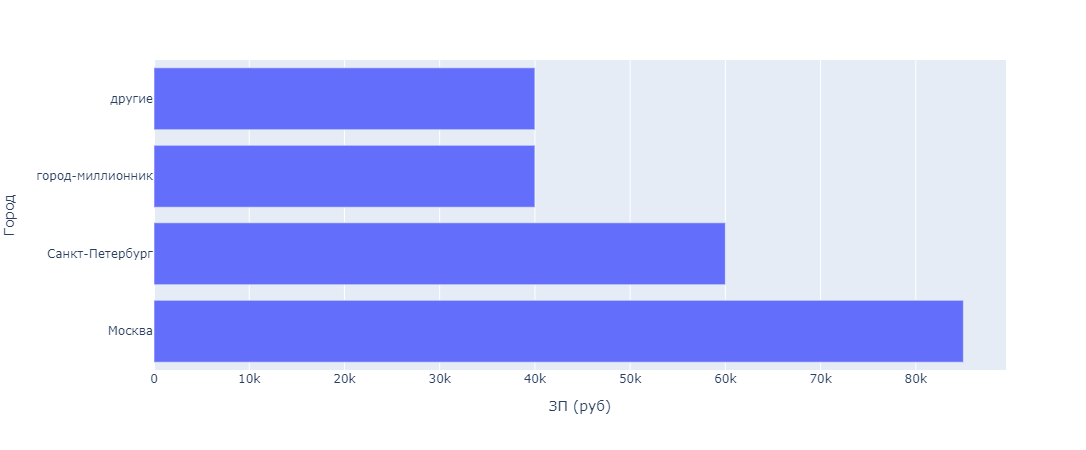 Город
другие
город-миллионник
Санкт-Петербург
Москва
0 10k 20k 30k 40k 50k 60k 70k 80k
ЗП (руб)